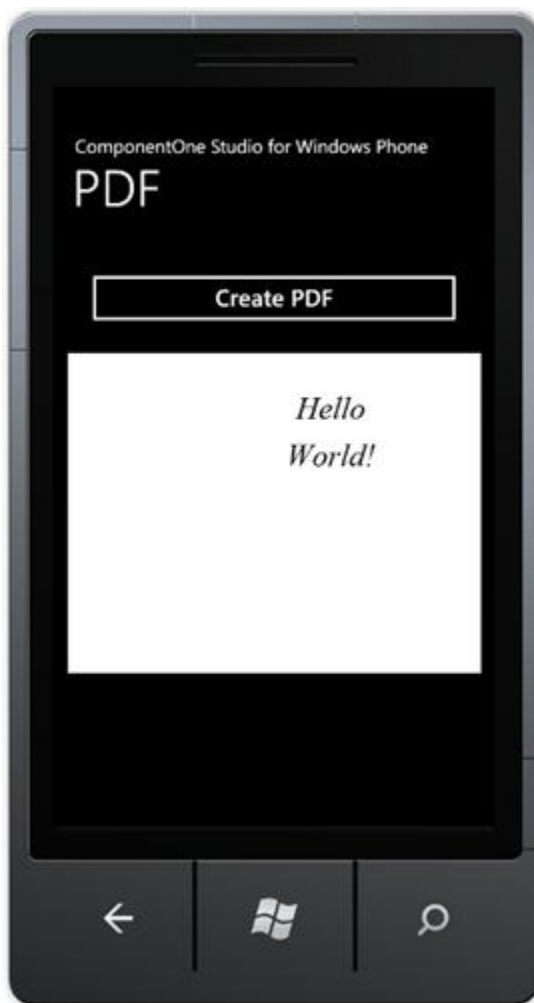 ComponentOne Studio for Windows Phone
PDF
Create PDF
Hello
World!